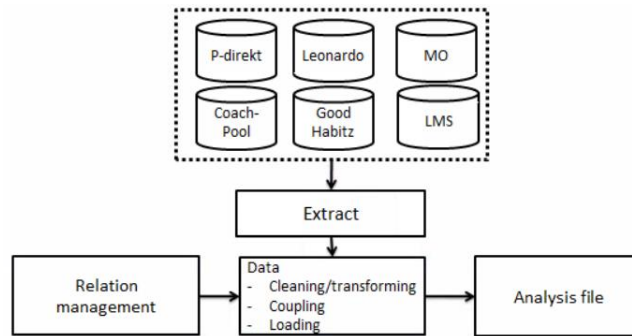 P-direkt
Leonardo
MO
Coach-
Pool
Good
Habitz
LMS
Extract
Relation
management
Data
- Cleaning/transforming
- Coupling
- Loading
Analysis file